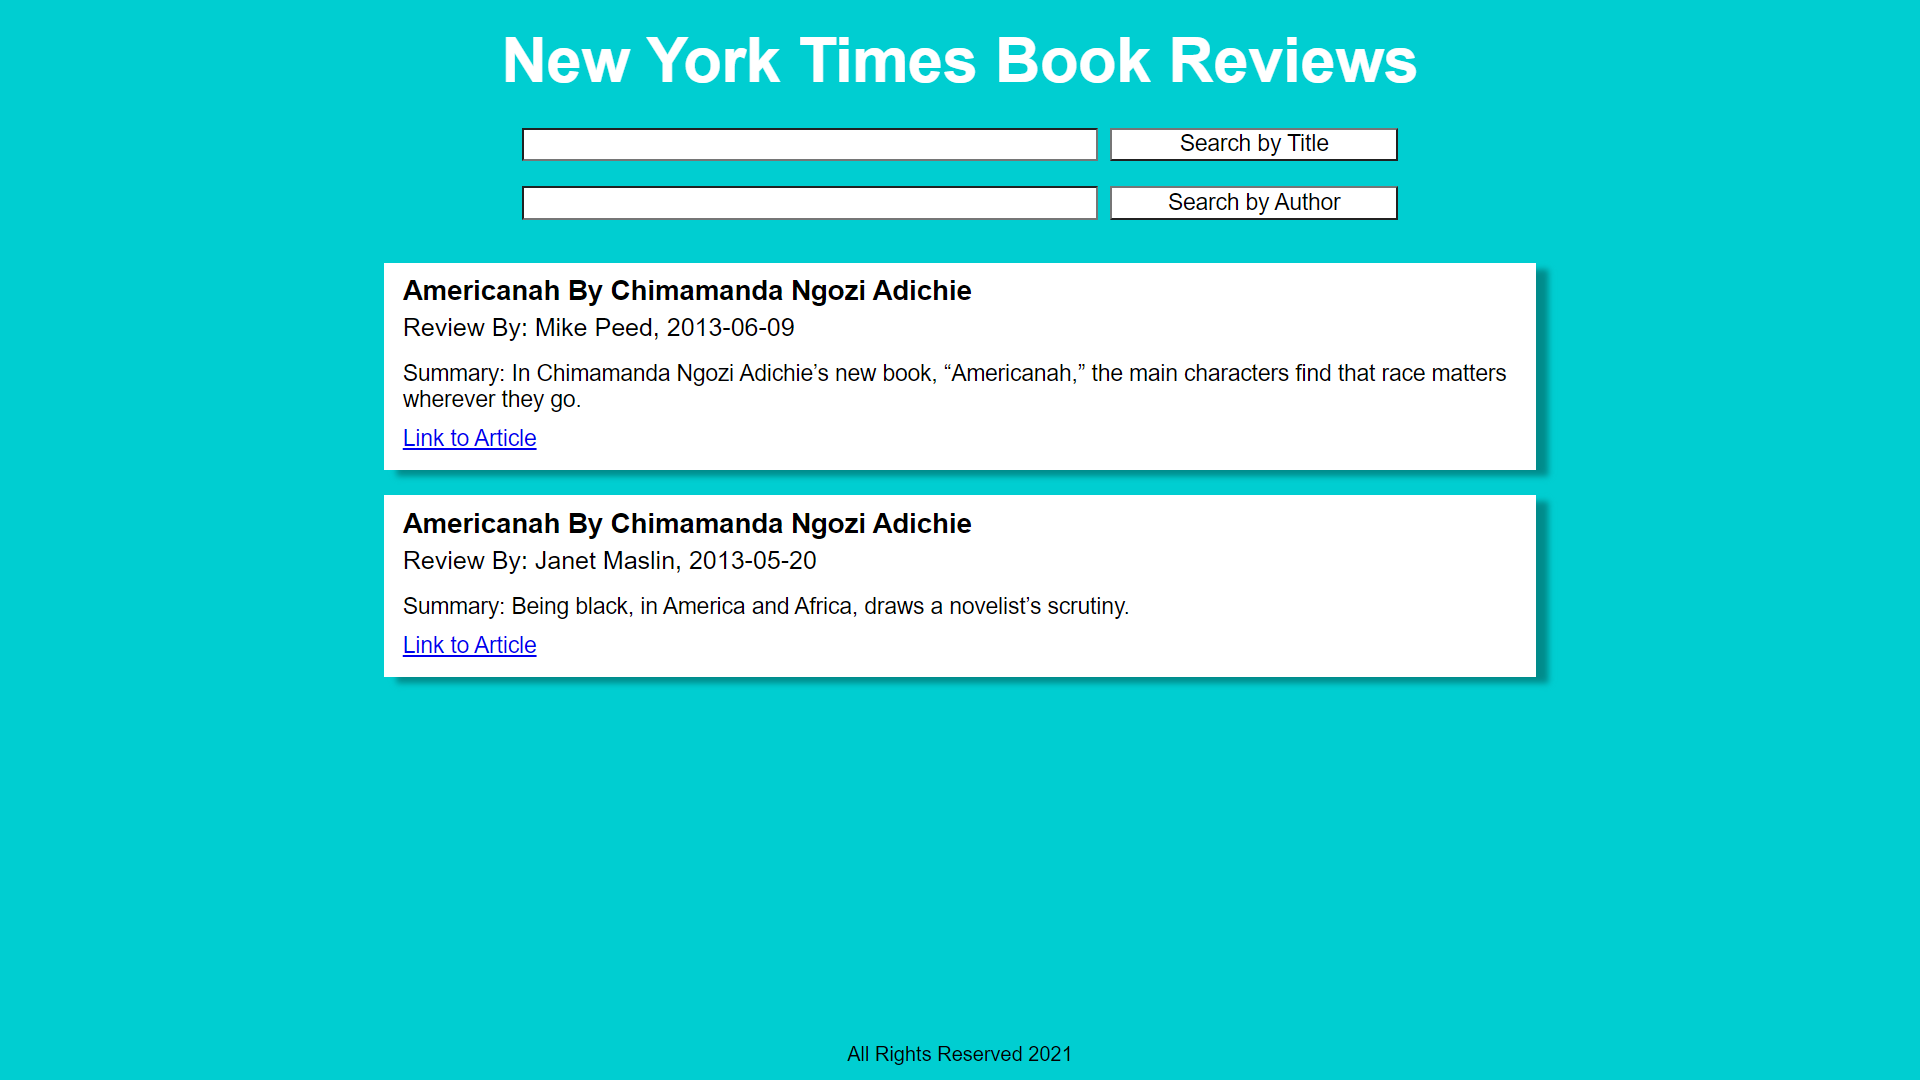 New York Times Book Reviews
Search by Title
Search by Author
Americanah By Chimamanda Ngozi Adichie
Review By: Mike Peed, 2013-06-09
Summary: In Chimamanda Ngozi Adichie’s new book, “Americanah,” the main characters find that race matters
wherever they go.
Link to Article
Americanah By Chimamanda Ngozi Adichie
Review By: Janet Maslin, 2013-05-20
Summary: Being black, in America and Africa, draws a novelist’s scrutiny.
Link to Article
All Rights Reserved 2021